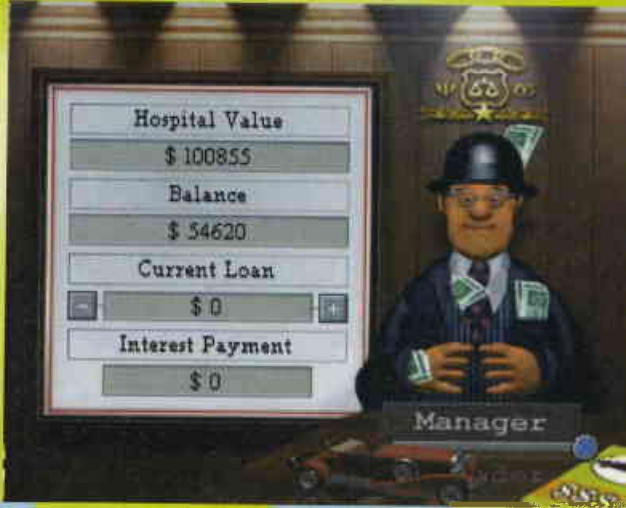 Hospital Value
$ 100855
Balance
$ 54620
Current Loan
- $ 0 +
Interest Payment
$ 0
Manager
$$$